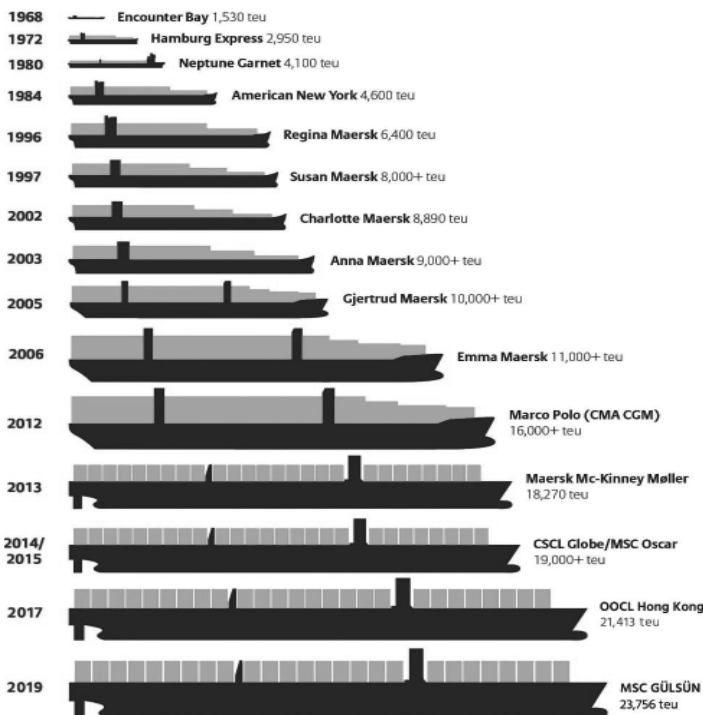 1968 Encounter Bay 1,530 teu
1972 Hamburg Express 2,950 teu
1980 Neptune Garnet 4,100 teu
1984 American New York 4,600 teu
1996 Regina Maersk 6,400 teu
1997 Susan Maersk 8,000+ teu
2002 Charlotte Maersk 8,890 teu
2003 Anna Maersk 9,000+ teu
2005 Gjertrud Maersk 10,000+ teu
2006 Emma Maersk 11,000+ teu
2012 Marco Polo (CMA CGM)
16,000+ teu
2013 Maersk Mc-Kinney Møller
18,270 teu
2014/
2015 CSCL Globe/MSC Oscar
19,000+ teu
2017 OOCL Hong Kong
21,413 teu
2019 MSC GÜLSÜN
23,756 teu